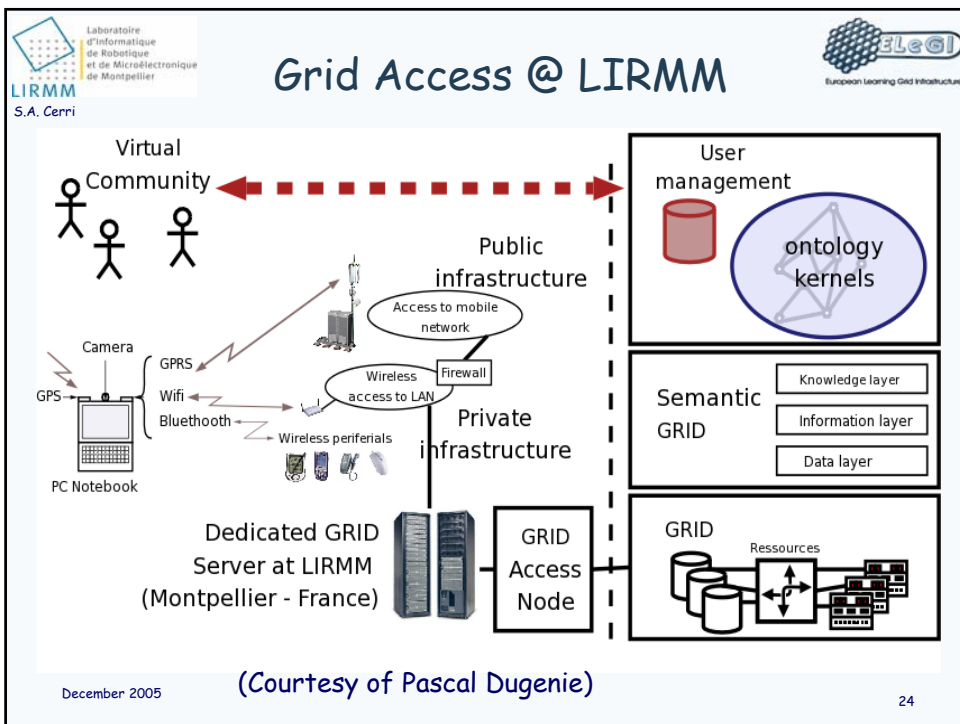 Laboratoire
d'Informatique
de Robotique
et de Microélectronique
de Montpellier
LIRMM
S.A. Cerri
Grid Access @ LIRMM
ELeGI
European Learning Grid Infrastructure
Virtual
Community
User
management
ontology
kernels
Public
infrastructure
Access to mobile
network
Camera
GPRS
GPS
Wifi
Bluethooth
Wireless
access to LAN
Firewall
Private
infrastructure
Wireless periferials
PC Notebook
Semantic
GRID
Knowledge layer
Information layer
Data layer
Dedicated GRID
Server at LIRMM
(Montpellier - France)
GRID
Access
Node
GRID
Ressources
December 2005
(Courtesy of Pascal Dugenie)
24